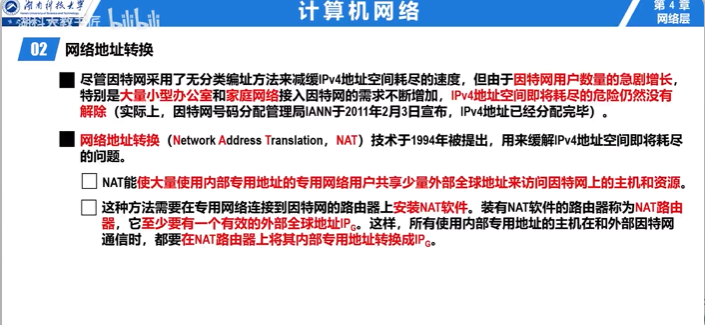 湖南科技大学
计算机网络
第 4 章
网络层
湖科大教书匠 bilibili
02 网络地址转换
尽管因特网采用了无分类编址方法来减缓IPv4地址空间耗尽的速度，但由于因特网用户数量的急剧增长，
特别是大量小型办公室和家庭网络接入因特网的需求不断增加，IPv4地址空间即将耗尽的危险仍然没有
解除（实际上，因特网号码分配管理局IANN于2011年2月3日宣布，IPv4地址已经分配完毕）。
网络地址转换（Network Address Translation，NAT）技术于1994年被提出，用来缓解IPv4地址空间即将耗尽
的问题。
NAT能使大量使用内部专用地址的专用网络用户共享少量外部全球地址来访问因特网上的主机和资源。
这种方法需要在专用网络连接到因特网的路由器上安装NAT软件。装有NAT软件的路由器称为NAT路由
器，它至少要有一个有效的外部全球地址IPG。这样，所有使用内部专用地址的主机在和外部因特网
通信时，都要在NAT路由器上将其内部专用地址转换成IPG。